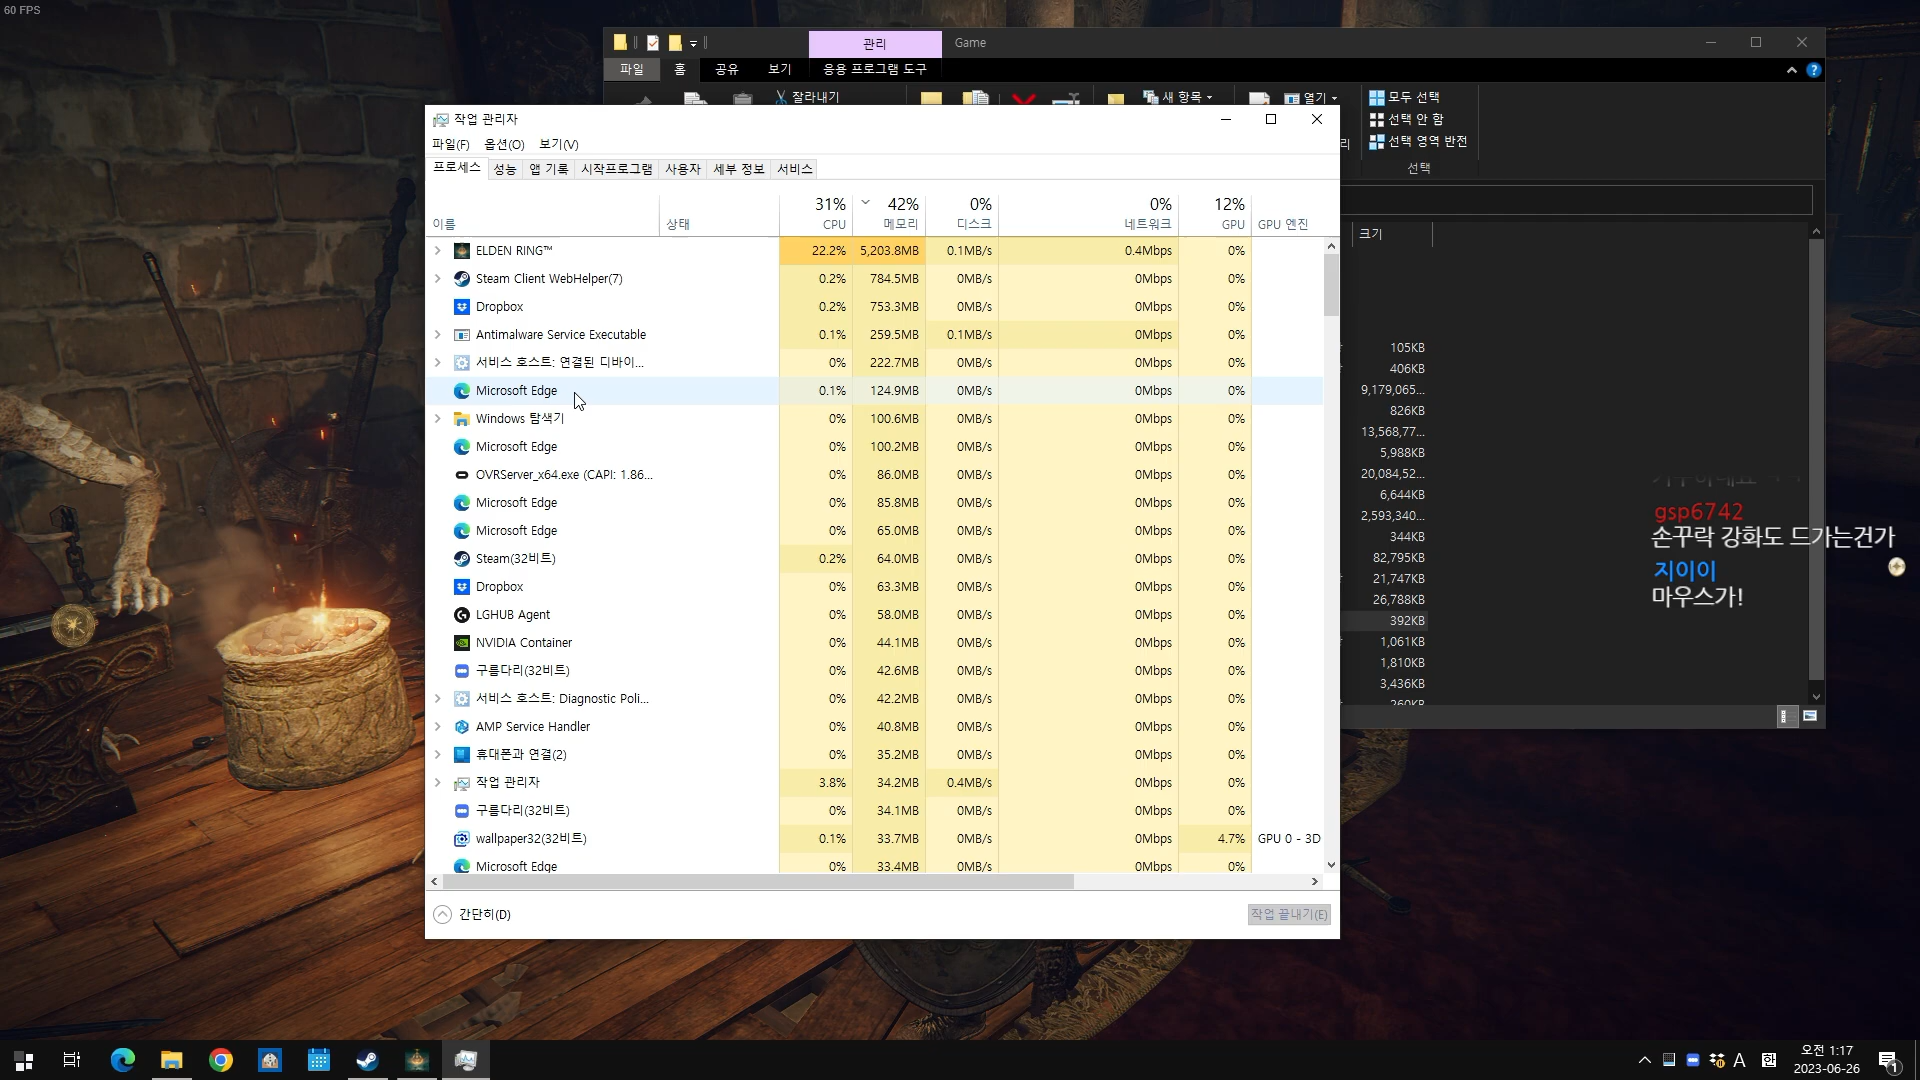 60 FPS
관리
Game
파일
홈
공유
보기
응용 프로그램 도구
잘라내기
새 항목
열기
모두 선택
선택 안 함
선택 영역 반전
선택
크기
105KB
406KB
9,179,065...
826KB
13,568,77...
5,988KB
20,084,52...
6,644KB
2,593,340...
344KB
82,795KB
21,747KB
26,788KB
392KB
1,061KB
1,810KB
3,436KB
260KB
작업 관리자
파일(F) 옵션(O) 보기(V)
프로세스 성능 앱 기록 시작프로그램 사용자 세부 정보 서비스
31% 42% 0% 0% 12%
이름 상태 CPU 메모리 디스크 네트워크 GPU GPU 엔진
ELDEN RING™ 22.2% 5,203.8MB 0.1MB/s 0.4Mbps 0%
Steam Client WebHelper(7) 0.2% 784.5MB 0MB/s 0Mbps 0%
Dropbox 0.2% 753.3MB 0MB/s 0Mbps 0%
Antimalware Service Executable 0.1% 259.5MB 0.1MB/s 0Mbps 0%
서비스 호스트: 연결된 디바이... 0% 222.7MB 0MB/s 0Mbps 0%
Microsoft Edge 0.1% 124.9MB 0MB/s 0Mbps 0%
Windows 탐색기 0% 100.6MB 0MB/s 0Mbps 0%
Microsoft Edge 0% 100.2MB 0MB/s 0Mbps 0%
OVRServer_x64.exe (CAPI: 1.86... 0% 86.0MB 0MB/s 0Mbps 0%
Microsoft Edge 0% 85.8MB 0MB/s 0Mbps 0%
Microsoft Edge 0% 65.0MB 0MB/s 0Mbps 0%
Steam(32비트) 0.2% 64.0MB 0MB/s 0Mbps 0%
Dropbox 0% 63.3MB 0MB/s 0Mbps 0%
LGHUB Agent 0% 58.0MB 0MB/s 0Mbps 0%
NVIDIA Container 0% 44.1MB 0MB/s 0Mbps 0%
구름다리(32비트) 0% 42.6MB 0MB/s 0Mbps 0%
서비스 호스트: Diagnostic Poli... 0% 42.2MB 0MB/s 0Mbps 0%
AMP Service Handler 0% 40.8MB 0MB/s 0Mbps 0%
휴대폰과 연결(2) 0% 35.2MB 0MB/s 0Mbps 0%
작업 관리자 3.8% 34.2MB 0.4MB/s 0Mbps 0%
구름다리(32비트) 0% 34.1MB 0MB/s 0Mbps 0%
wallpaper32(32비트) 0.1% 33.7MB 0MB/s 0Mbps 4.7% GPU 0 - 3D
Microsoft Edge 0% 33.4MB 0MB/s 0Mbps 0%
간단히(D)
작업 끝내기(E)
gsp6742
손꾸락 강화도 드가는건가
지이이
마우스가!
A 한
오전 1:17
2023-06-26
1